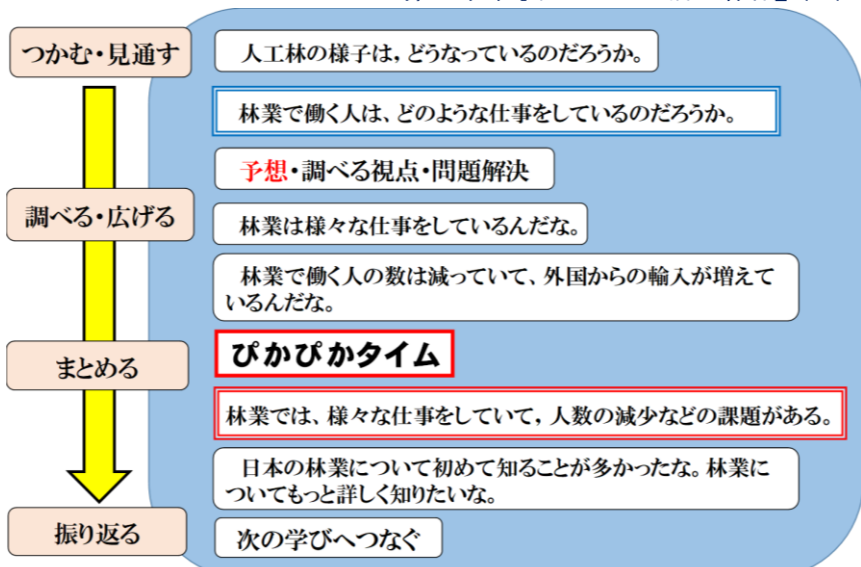 つかむ・見通す
人工林の様子は，どうなっているのだろうか。
林業で働く人は、どのような仕事をしているのだろうか。
予想・調べる視点・問題解決
調べる・広げる
林業は様々な仕事をしているんだな。
林業で働く人の数は減っていて、外国からの輸入が増えて
いるんだな。
まとめる
ぴかぴかタイム
林業では、様々な仕事をしていて，人数の減少などの課題がある。
日本の林業について初めて知ることが多かったな。林業に
ついてもっと詳しく知りたいな。
振り返る
次の学びへつなぐ